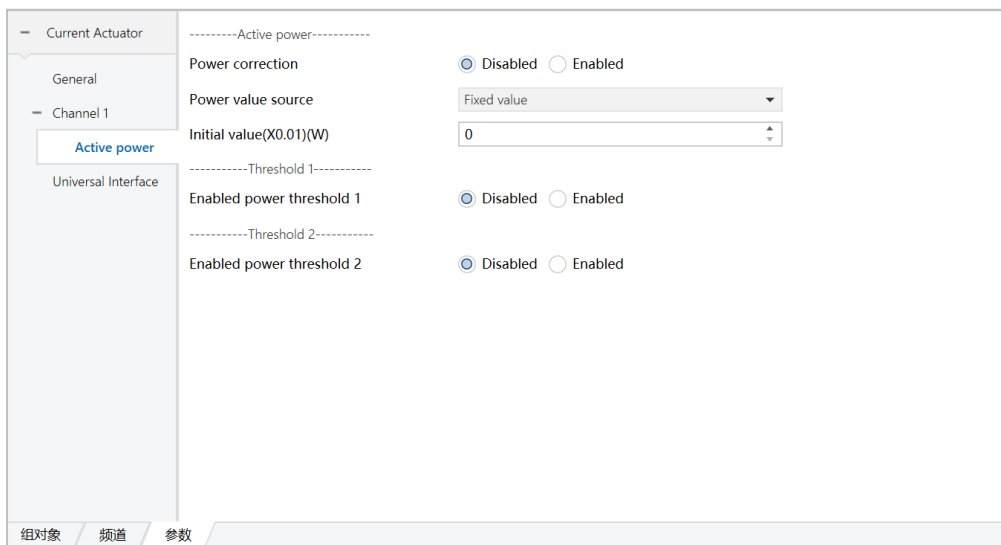 Current Actuator
General
Channel 1
Active power
Universal Interface
---------Active power-----------
Power correction Disabled Enabled
Power value source Fixed value
Initial value(X0.01)(W) 0
-----------Threshold 1-----------
Enabled power threshold 1 Disabled Enabled
-----------Threshold 2-----------
Enabled power threshold 2 Disabled Enabled
组对象 频道 参数